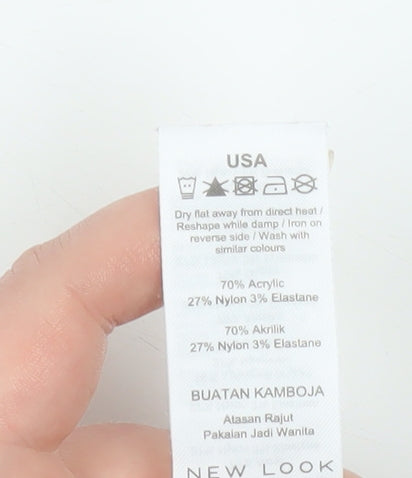 USA
Dry flat away from direct heat /
Reshape while damp / Iron on
reverse side / Wash with
similar colours
70% Acrylic
27% Nylon 3% Elastane
70% Akrilik
27% Nylon 3% Elastane
BUATAN KAMBOJA
Atasan Rajut
Pakaian Jadi Wanita
NEW LOOK